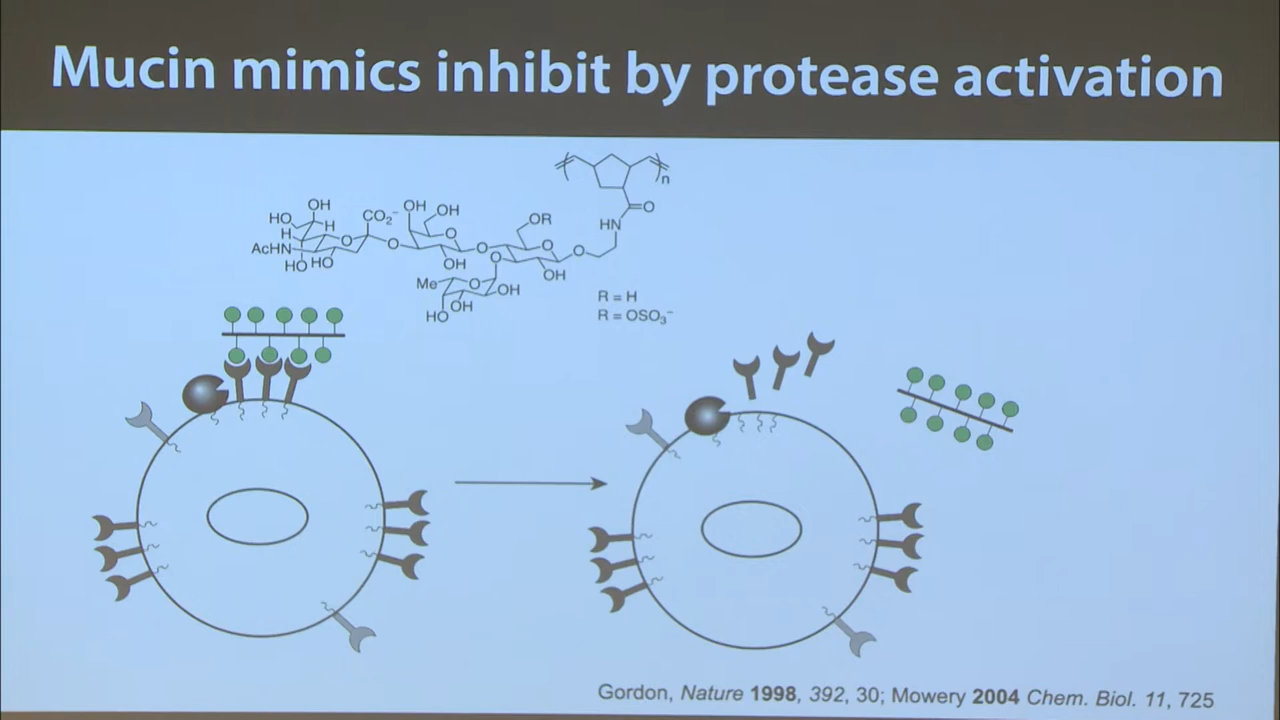 Mucin mimics inhibit by protease activation
n
O
HN
OH
HO
H
H
AcHN
HO HO
CO₂⁻
OH
OH
O
O
O
OH
O
OR
O
O
O
OH
Me
O
OH
OH
HO
R = H
R = OSO₃⁻
Gordon, Nature 1998, 392, 30; Mowery 2004 Chem. Biol. 11, 725